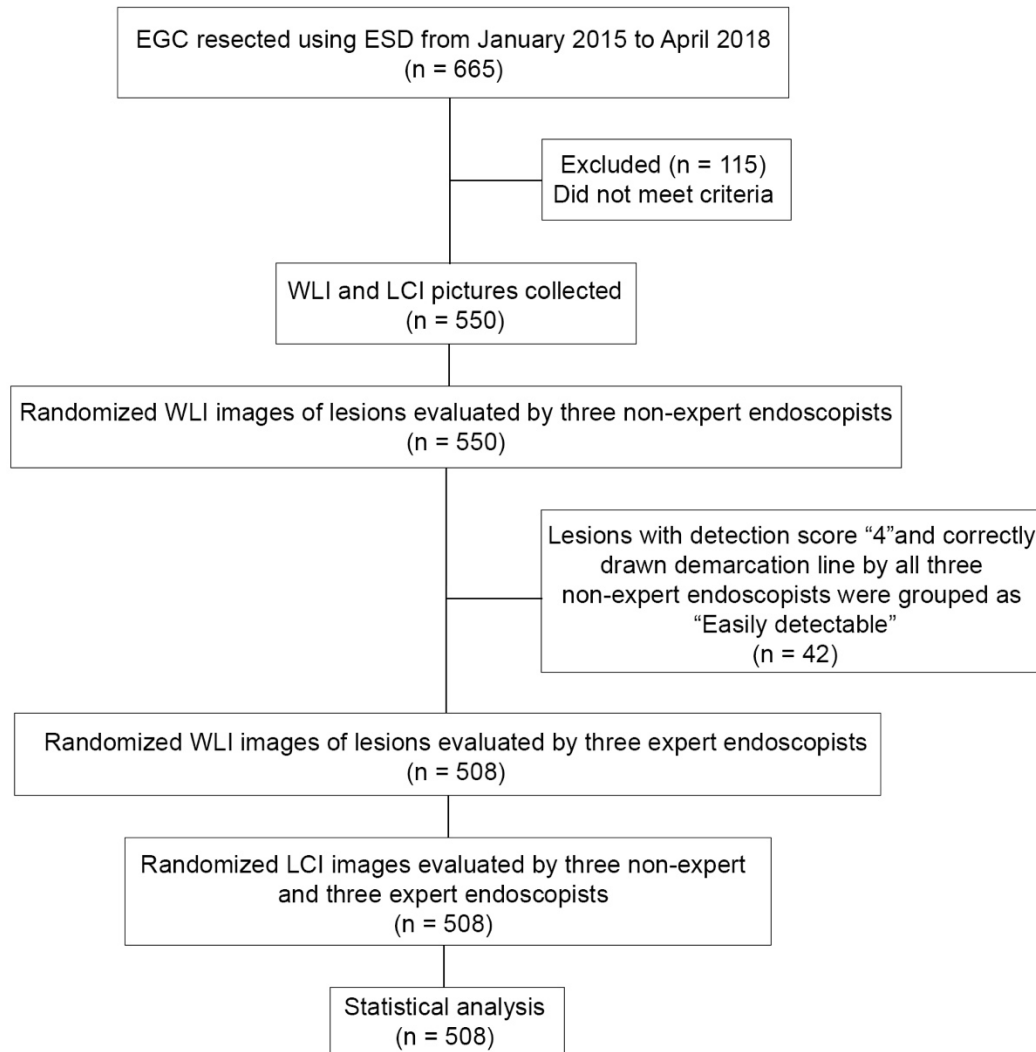 EGC resected using ESD from January 2015 to April 2018
(n = 665)
Excluded (n = 115)
Did not meet criteria
WLI and LCI pictures collected
(n = 550)
Randomized WLI images of lesions evaluated by three non-expert endoscopists
(n = 550)
Lesions with detection score “4”and correctly
drawn demarcation line by all three
non-expert endoscopists were grouped as
“Easily detectable”
(n = 42)
Randomized WLI images of lesions evaluated by three expert endoscopists
(n = 508)
Randomized LCI images evaluated by three non-expert
and three expert endoscopists
(n = 508)
Statistical analysis
(n = 508)